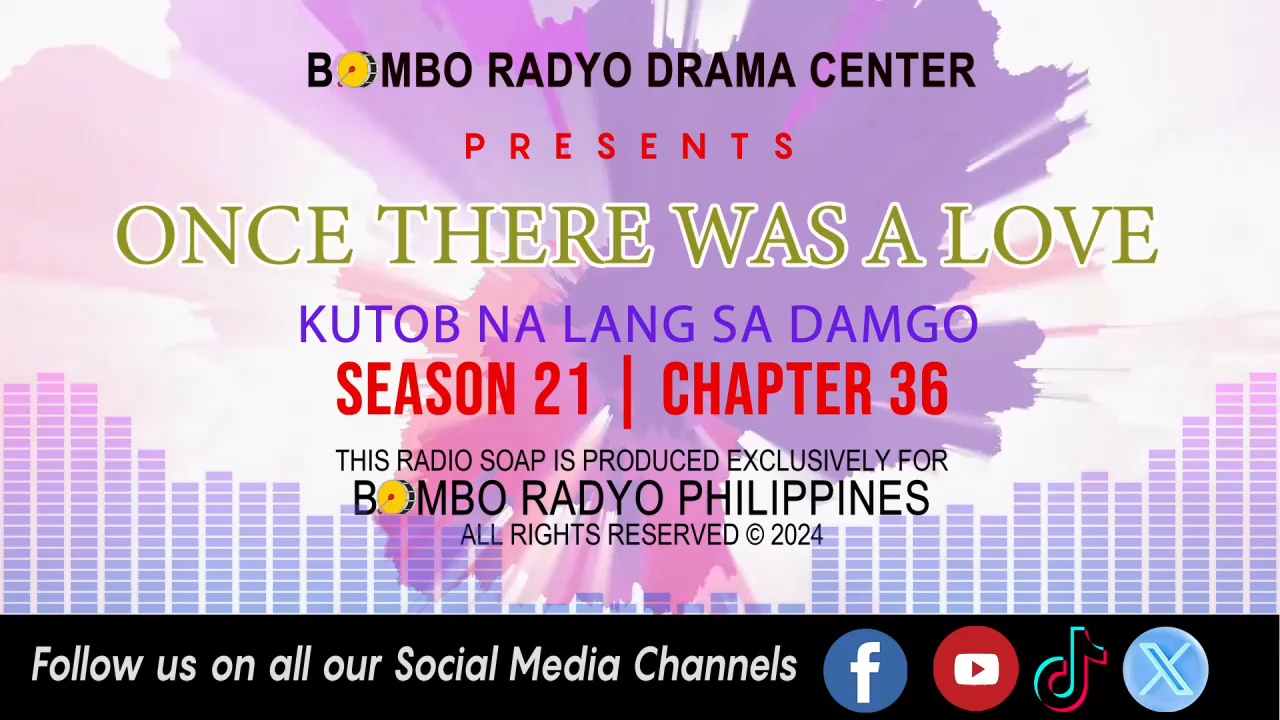 BOMBO RADYO DRAMA CENTER
PRESENTS
ONCE THERE WAS A LOVE
KUTOB NA LANG SA DAMGO
SEASON 21 | CHAPTER 36
THIS RADIO SOAP IS PRODUCED EXCLUSIVELY FOR
BOMBO RADYO PHILIPPINES
ALL RIGHTS RESERVED © 2024
Follow us on all our Social Media Channels